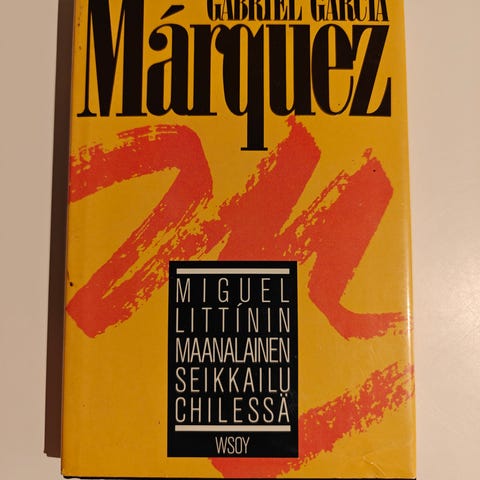 GABRIEL GARCÍA
Márquez
MIGUEL
LITTÍNIN
MAANALAINEN
SEIKKAILU
CHILESSÄ
WSOY